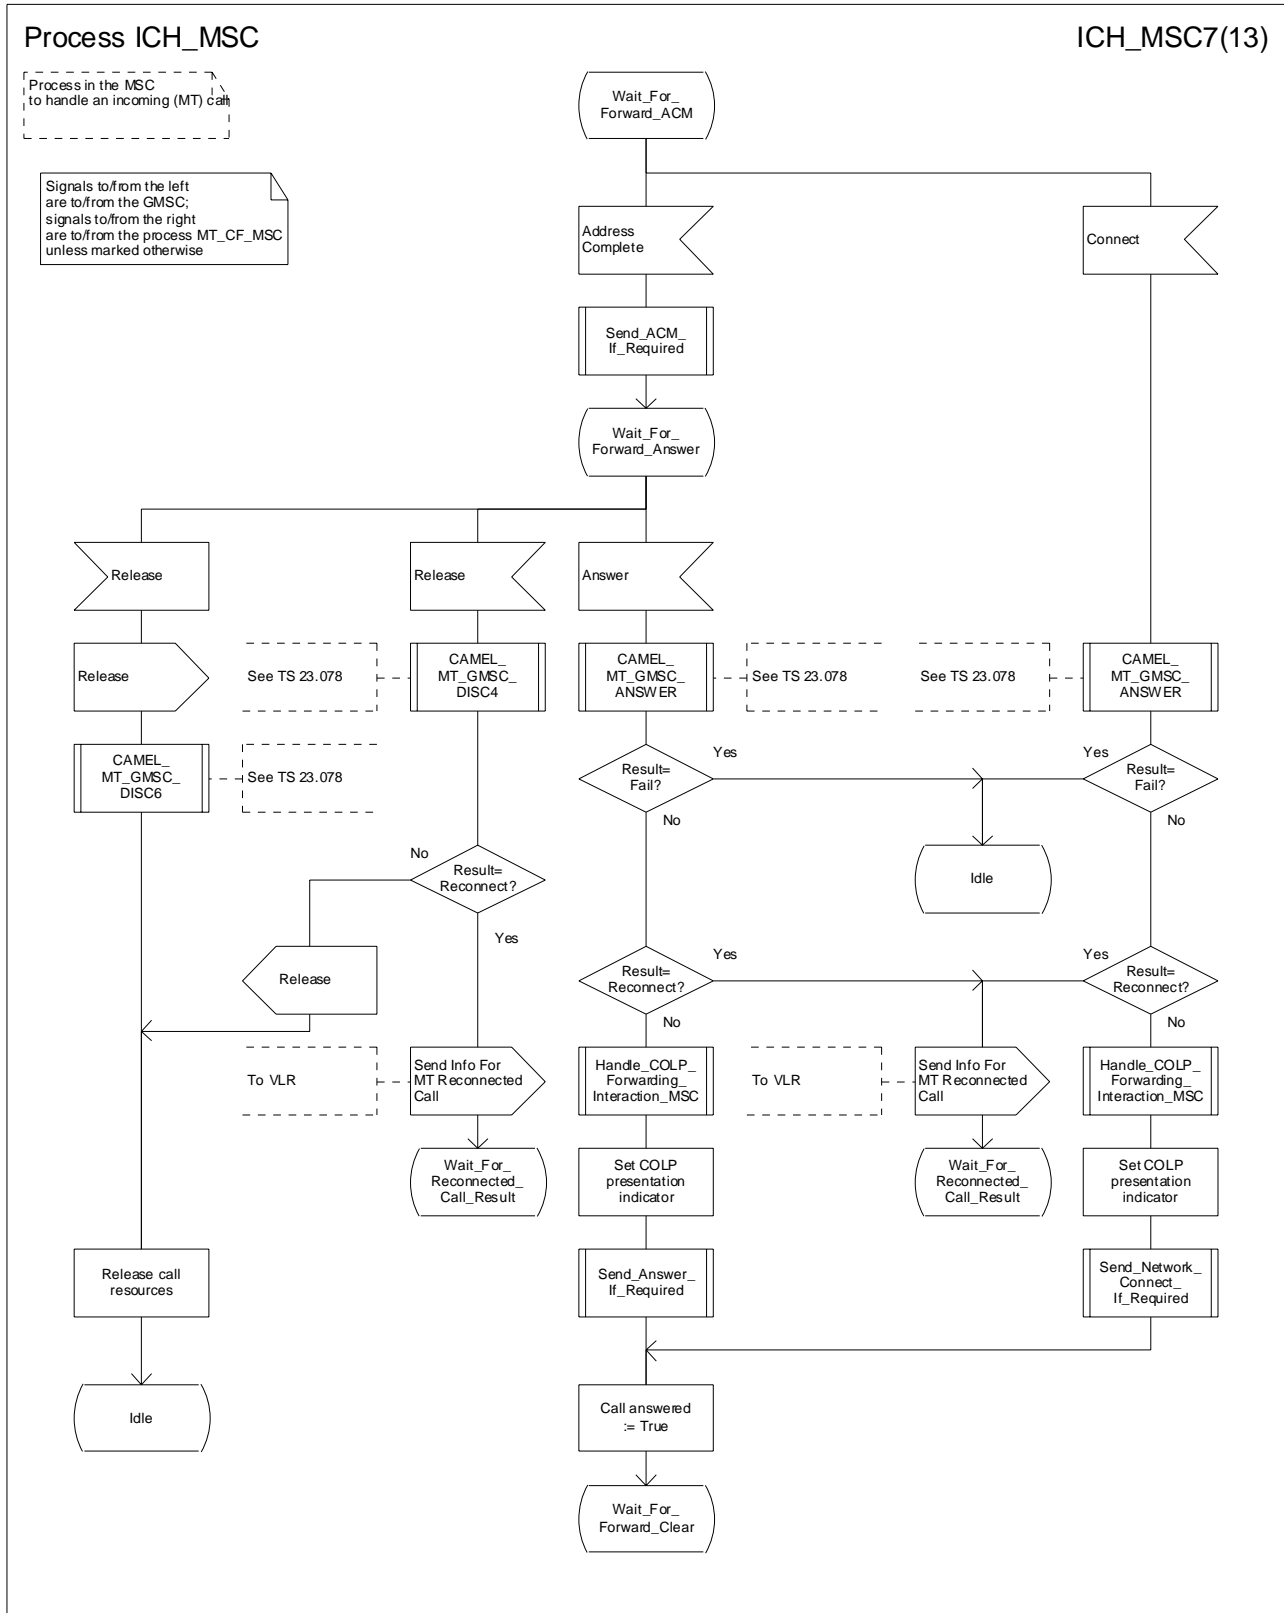 Process ICH_MSC
ICH_MSC7(13)
Process in the MSC
to handle an incoming (MT) call
Signals to/from the left
are to/from the GMSC;
signals to/from the right
are to/from the process MT_CF_MSC
unless marked otherwise
Wait_For_
Forward_ACM
Address
Complete
Connect
Send_ACM_
If_Required
Wait_For_
Forward_Answer
Release
Release
Answer
Release
See TS 23.078
CAMEL_
MT_GMSC_
DISC4
CAMEL_
MT_GMSC_
ANSWER
See TS 23.078
See TS 23.078
CAMEL_
MT_GMSC_
ANSWER
CAMEL_
MT_GMSC_
DISC6
See TS 23.078
Result=
Fail?
Yes
No
Yes
Result=
Fail?
No
No
Result=
Reconnect?
Yes
Idle
Release
Result=
Reconnect?
Yes
No
Yes
Result=
Reconnect?
No
To VLR
Send Info For
MT Reconnected
Call
Handle_COLP_
Forwarding_
Interaction_MSC
To VLR
Send Info For
MT Reconnected
Call
Handle_COLP_
Forwarding_
Interaction_MSC
Wait_For_
Reconnected_
Call_Result
Set COLP
presentation
indicator
Wait_For_
Reconnected_
Call_Result
Set COLP
presentation
indicator
Release call
resources
Send_Answer_
If_Required
Send_Network_
Connect_
If_Required
Idle
Call answered
:= True
Wait_For_
Forward_Clear